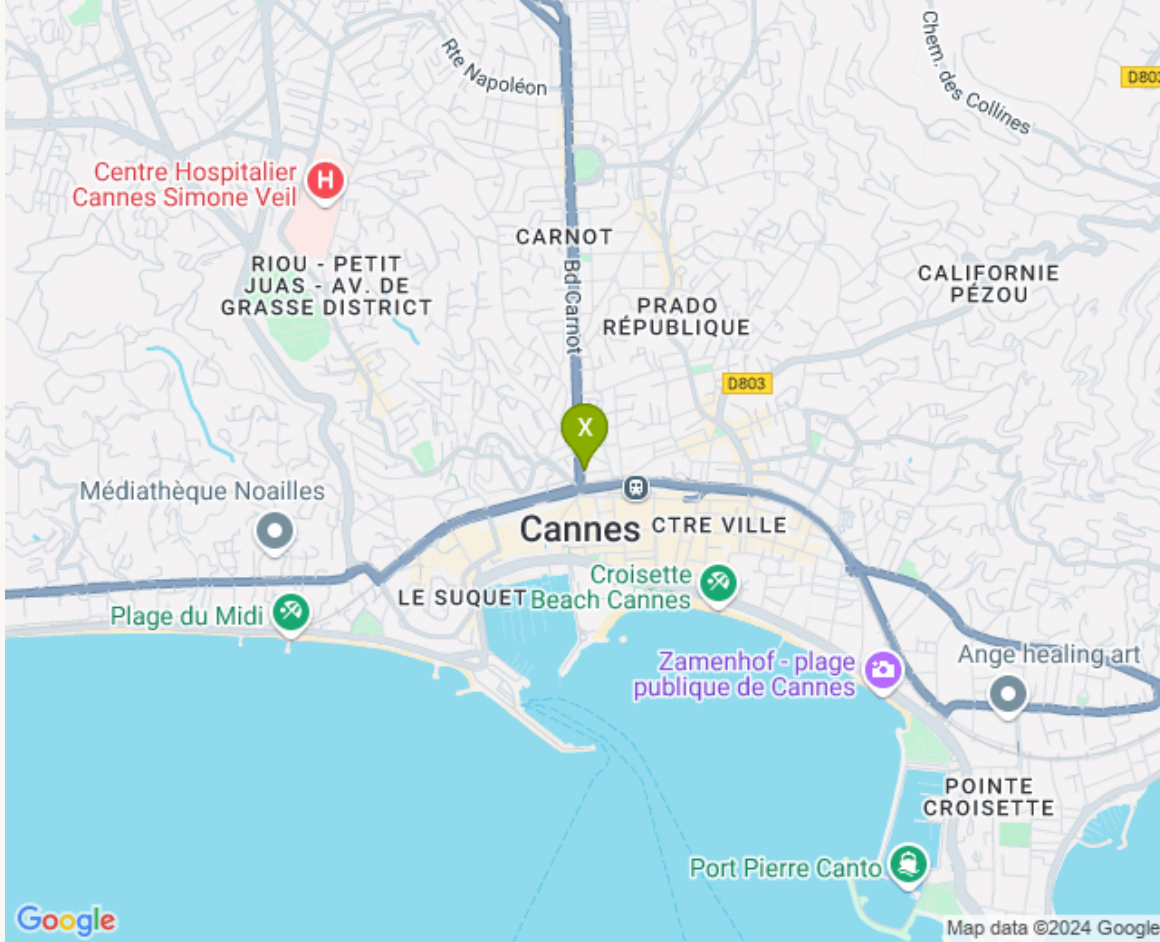 Rte Napoléon
Chem. des Collines
D803
Centre Hospitalier
Cannes Simone Veil
H
CARNOT
Bd Carnot
RIOU - PETIT
JUAS - AV. DE
GRASSE DISTRICT
PRADO
RÉPUBLIQUE
CALIFORNIE
PÉZOU
D803
X
Médiathèque Noailles
Cannes
CTRE VILLE
LE SUQUET
Croisette
Beach Cannes
Plage du Midi
Zamenhof - plage
publique de Cannes
Ange healing art
POINTE
CROISETTE
Port Pierre Canto
Google
Map data ©2024 Google